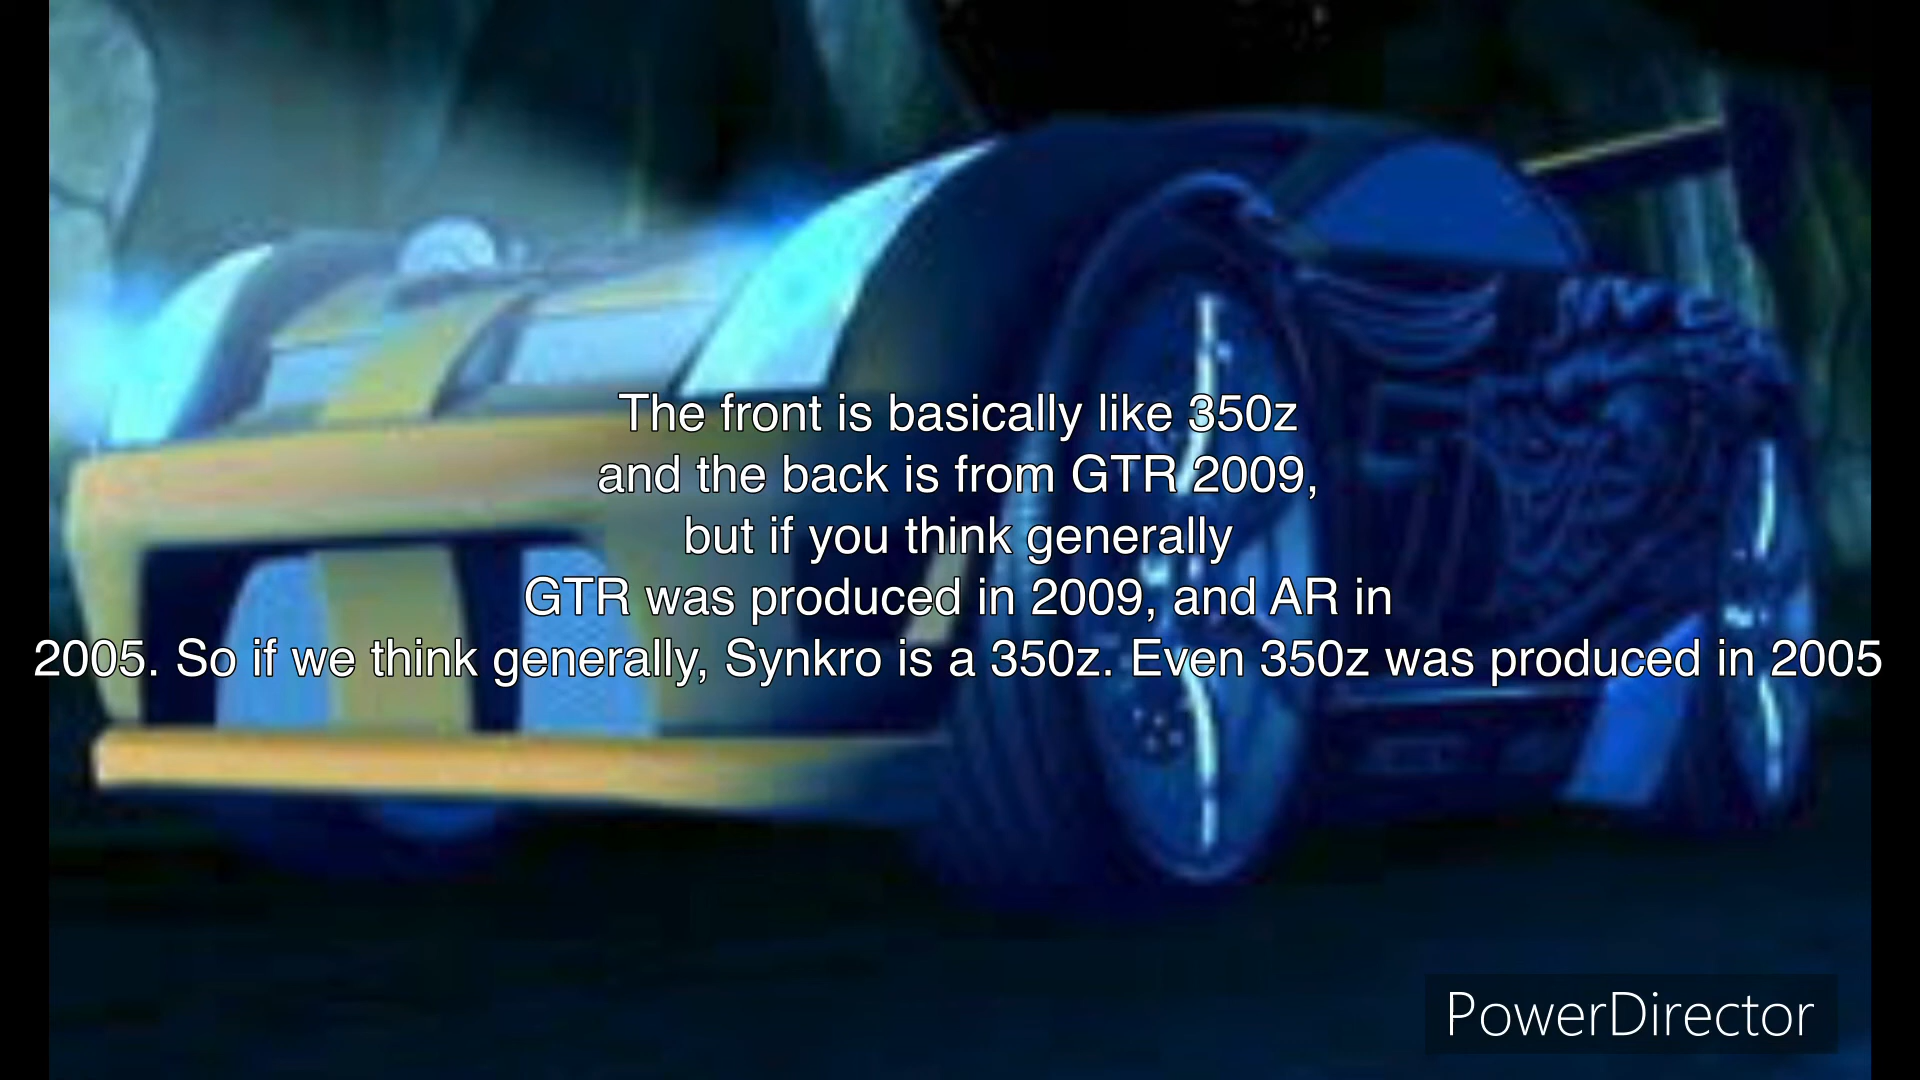 The front is basically like 350z
and the back is from GTR 2009,
but if you think generally
GTR was produced in 2009, and AR in
2005. So if we think generally, Synkro is a 350z. Even 350z was produced in 2005
PowerDirector